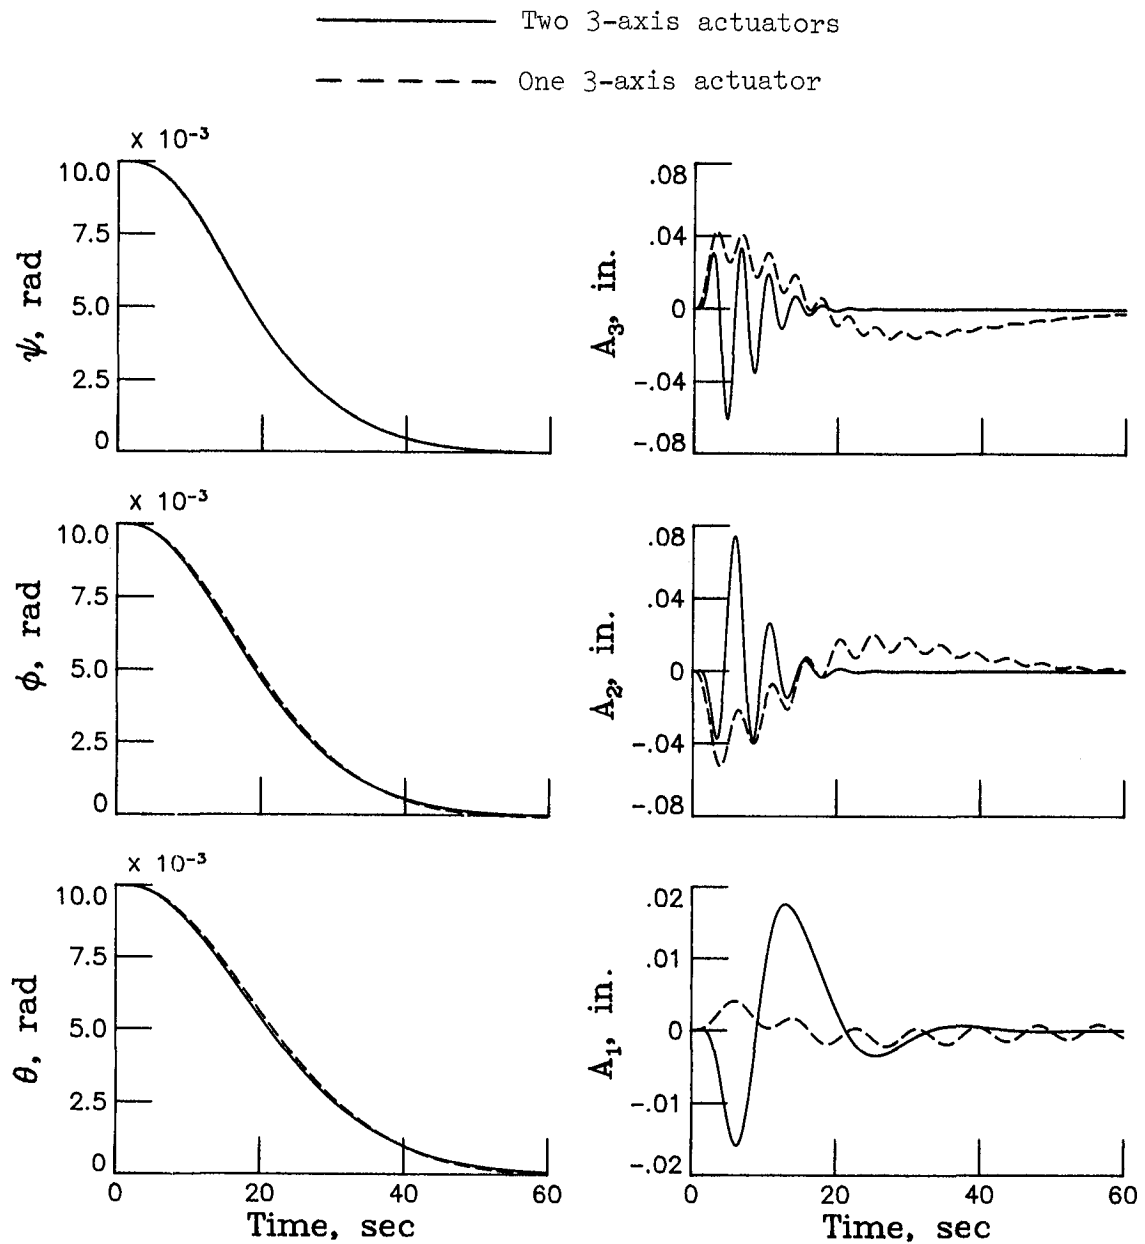 Two 3-axis actuators
One 3-axis actuator
X 10-3
10.0
7.5
5.0
2.5
0
ψ, rad
.08
.04
0
-.04
-.08
A3, in.
X 10-3
10.0
7.5
5.0
2.5
0
φ, rad
.08
.04
0
-.04
-.08
A2, in.
X 10-3
10.0
7.5
5.0
2.5
0
θ, rad
0 20 40 60
Time, sec
.02
.01
0
-.01
-.02
A1, in.
0 20 40 60
Time, sec